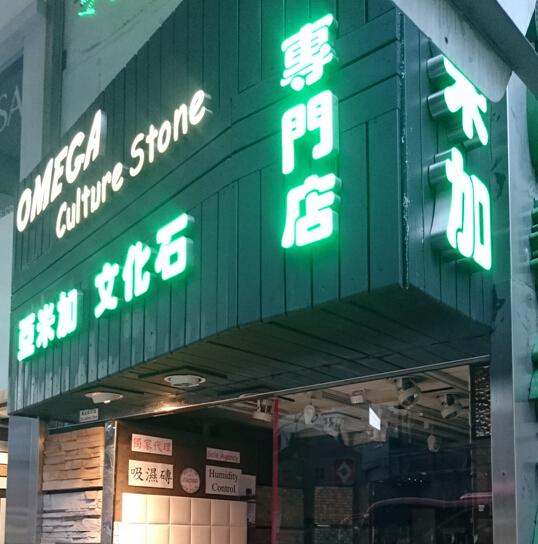 OMEGA
Culture Stone
亞米加 文化石
專門店
米加
獨家代理
Sole Agency
吸濕磚
Humidity
Control